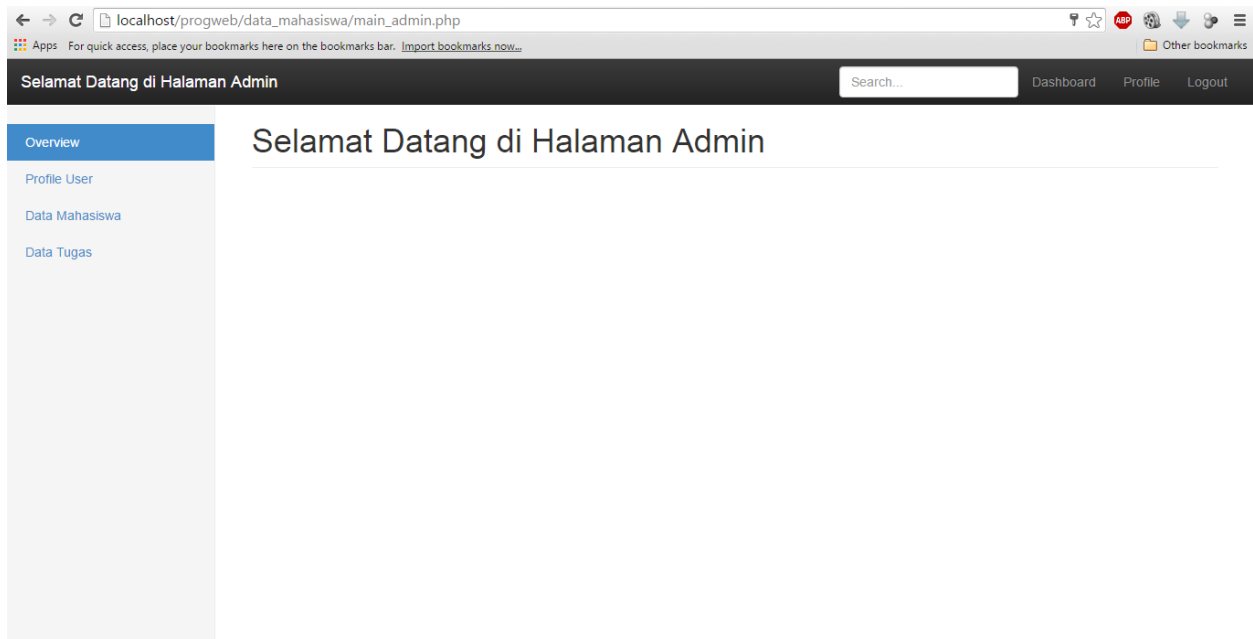 localhost/progweb/data_mahasiswa/main_admin.php
ABP
Apps For quick access, place your bookmarks here on the bookmarks bar. Import bookmarks now... Other bookmarks
Selamat Datang di Halaman Admin Search... Dashboard Profile Logout
Overview
Selamat Datang di Halaman Admin
Profile User
Data Mahasiswa
Data Tugas